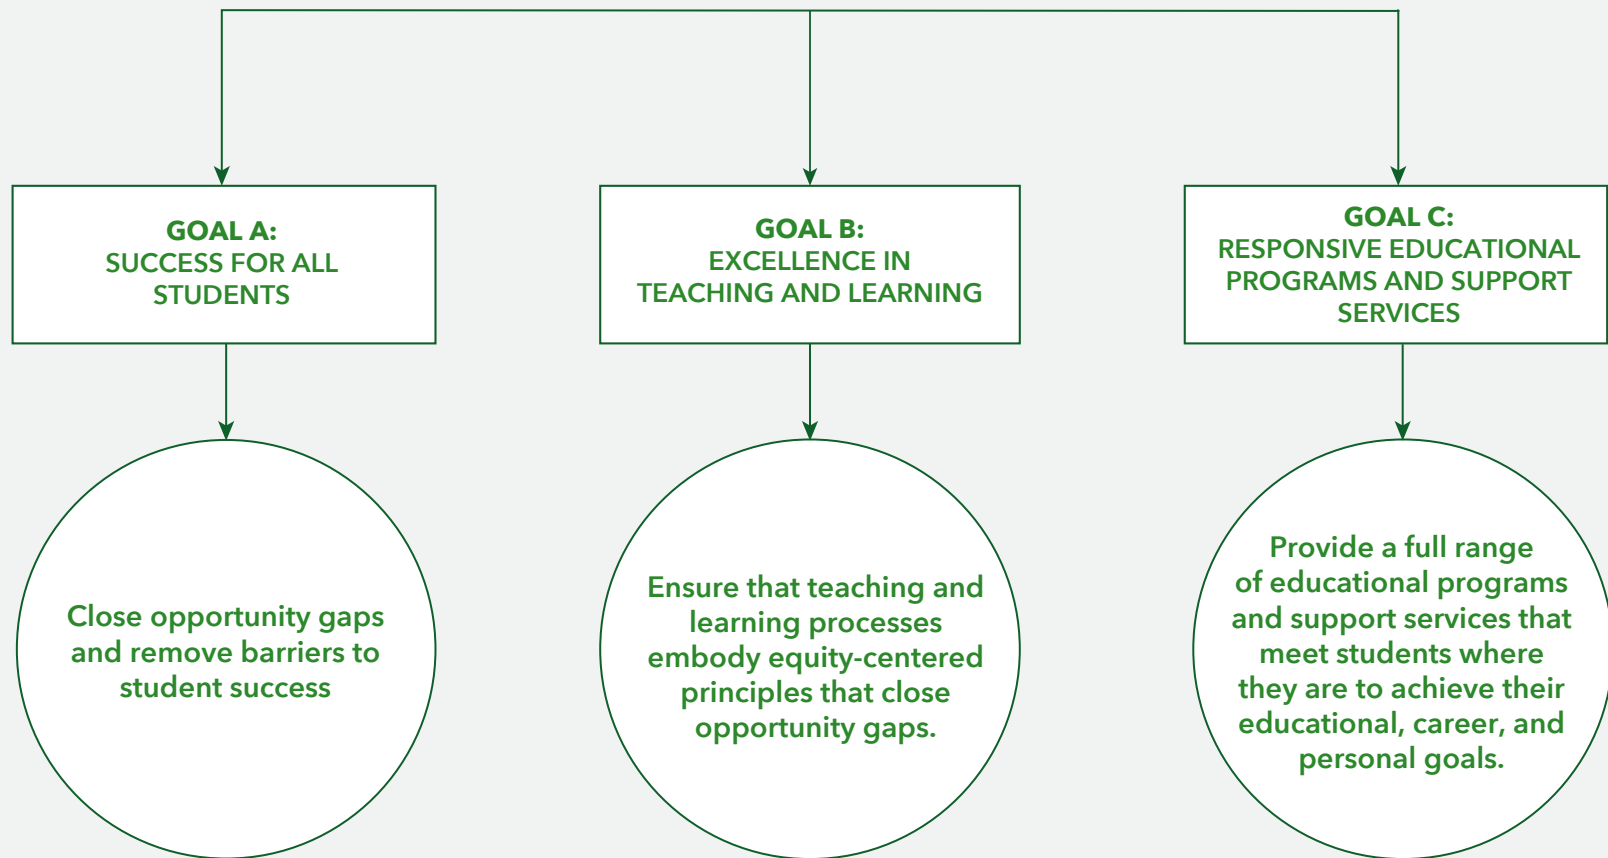 GOAL A:
SUCCESS FOR ALL
STUDENTS
GOAL B:
EXCELLENCE IN
TEACHING AND LEARNING
GOAL C:
RESPONSIVE EDUCATIONAL
PROGRAMS AND SUPPORT
SERVICES
Close opportunity gaps
and remove barriers to
student success
Ensure that teaching and
learning processes
embody equity-centered
principles that close
opportunity gaps.
Provide a full range
of educational programs
and support services that
meet students where
they are to achieve their
educational, career, and
personal goals.